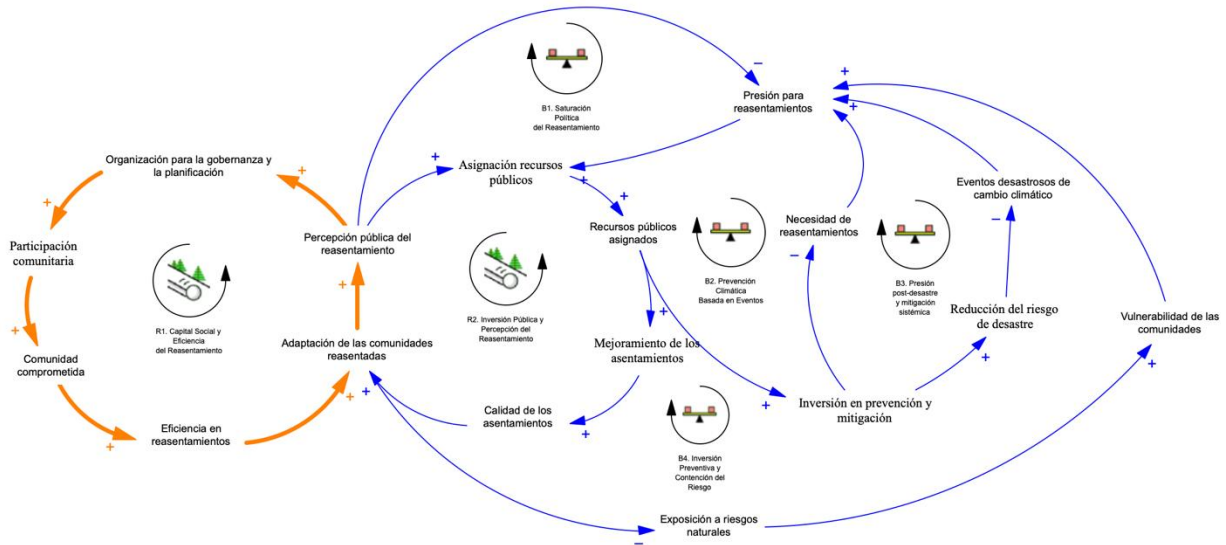 B1. Saturación
Política
del Reasentamiento
Presión para
reasentamientos
Organización para la gobernanza y
la planificación
Asignación recursos
públicos
Eventos desastrosos de
cambio climático
Participación
comunitaria
Percepción pública del
reasentamiento
Recursos públicos
asignados
Necesidad de
reasentamientos
R1. Capital Social y
Eficiencia
del Reasentamiento
R2. Inversión Pública y
Percepción del
Reasentamiento
B2. Prevención
Climática
Basada en Eventos
B3. Presión
post-desastre
y mitigación
sistémica
Reducción del riesgo
de desastre
Vulnerabilidad de las
comunidades
Comunidad
comprometida
Adaptación de las comunidades
reasentadas
Mejoramiento de los
asentamientos
Calidad de los
asentamientos
Inversión en prevención y
mitigación
Eficiencia en
reasentamientos
B4. Inversión
Preventiva y
Contención del
Riesgo
Exposición a riesgos
naturales